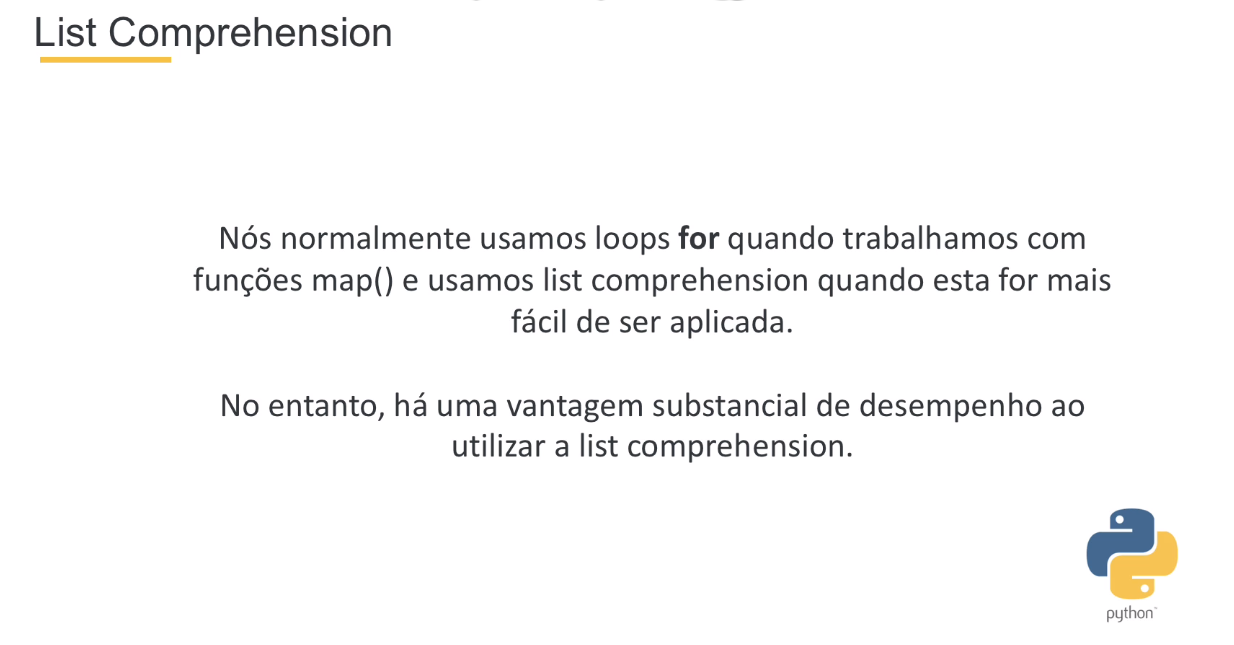 List Comprehension
Nós normalmente usamos loops for quando trabalhamos com
funções map() e usamos list comprehension quando esta for mais
fácil de ser aplicada.
No entanto, há uma vantagem substancial de desempenho ao
utilizar a list comprehension.
python™